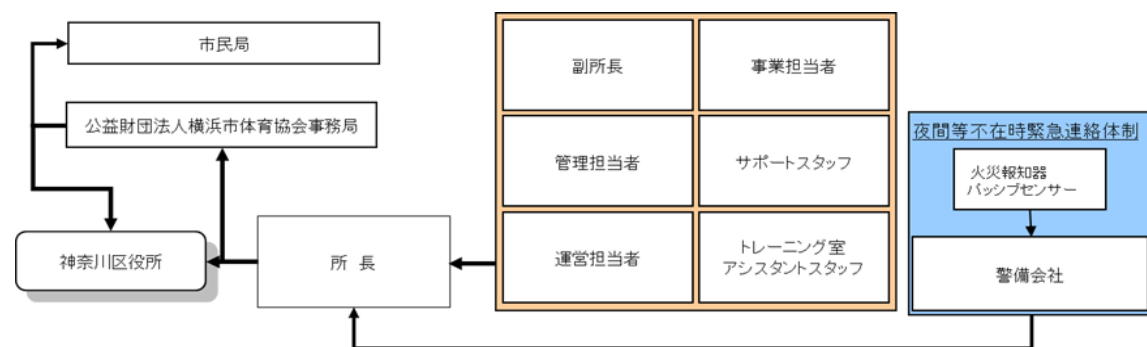 市民局
公益財団法人横浜市体育協会事務局
神奈川区役所
所 長
副所長
事業担当者
管理担当者
サポートスタッフ
運営担当者
トレーニング室
アシスタントスタッフ
夜間等不在時緊急連絡体制
火災報知器
パッシブセンサー
警備会社